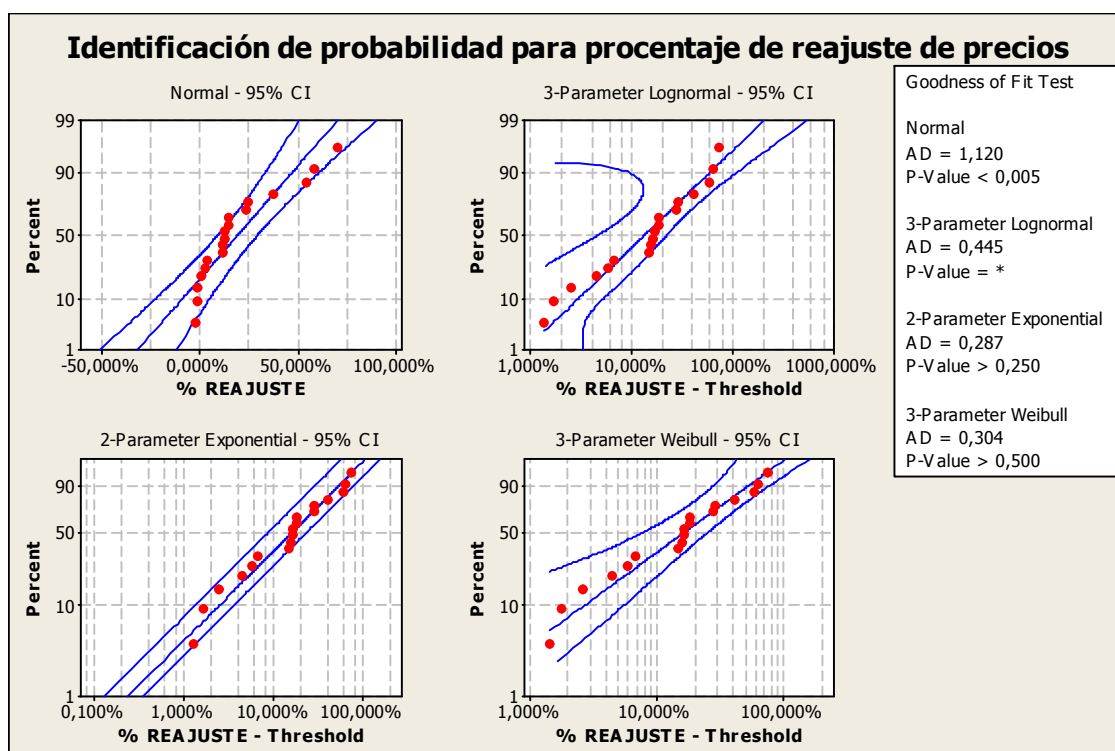 Identificación de probabilidad para procentaje de reajuste de precios
Normal - 95% CI
99
90
50
10
1
Percent
-50,000% 0,000% 50,000% 100,000%
% REAJUSTE
3-Parameter Lognormal - 95% CI
99
90
50
10
1
Percent
1,000% 10,000% 100,000% 1000,000%
% REAJUSTE - Threshold
2-Parameter Exponential - 95% CI
90
50
10
1
Percent
0,100% 1,000% 10,000% 100,000%
% REAJUSTE - Threshold
3-Parameter Weibull - 95% CI
90
50
10
1
Percent
1,000% 10,000% 100,000%
% REAJUSTE - Threshold
Goodness of Fit Test
Normal
AD = 1,120
P-Value < 0,005
3-Parameter Lognormal
AD = 0,445
P-Value = *
2-Parameter Exponential
AD = 0,287
P-Value > 0,250
3-Parameter Weibull
AD = 0,304
P-Value > 0,500